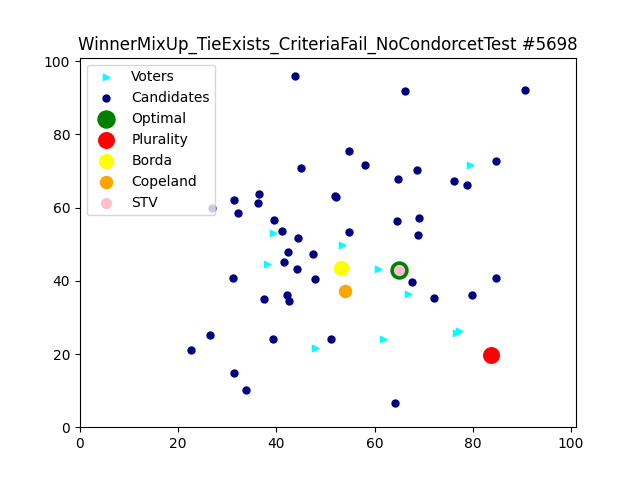 WinnerMixUp_TieExists_CriteriaFail_NoCondorcetTest #5698
100
80
60
40
20
0
Voters
Candidates
Optimal
Plurality
Borda
Copeland
STV
0 20 40 60 80 100